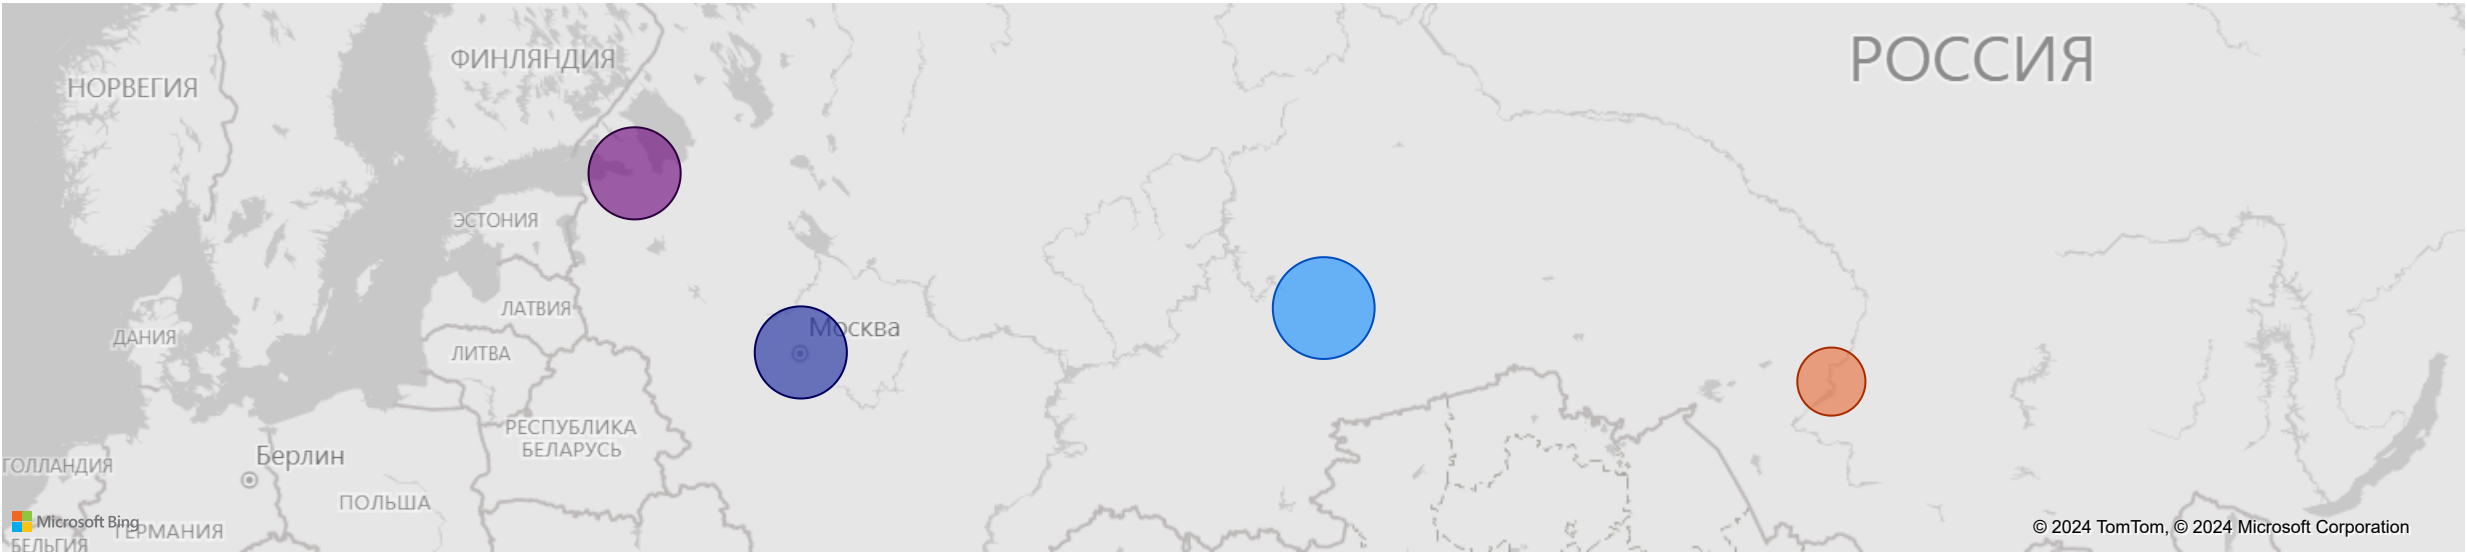 РОССИЯ
ФИНЛЯНДИЯ
НОРВЕГИЯ
ЭСТОНИЯ
ЛАТВИЯ
Москва
ДАНИЯ
ЛИТВА
РЕСПУБЛИКА
БЕЛАРУСЬ
Берлин
ГОЛЛАНДИЯ
ПОЛЬША
Microsoft Bing
ГЕРМАНИЯ
© 2024 TomTom, © 2024 Microsoft Corporation
БЕЛЬГИЯ